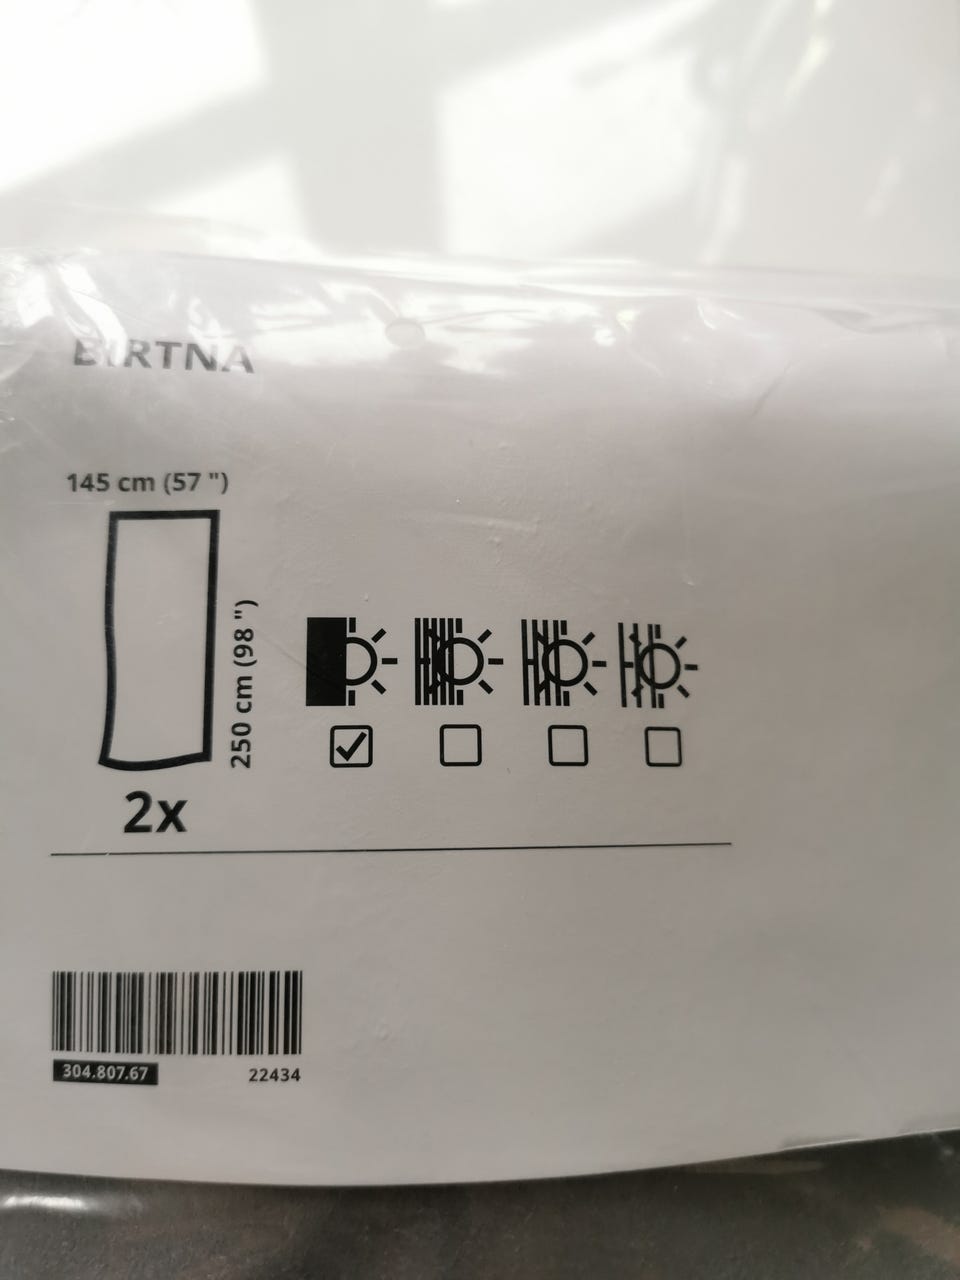 BIRTNA
145 cm (57 ")
250 cm (98 ")
2x
304.807.67
22434